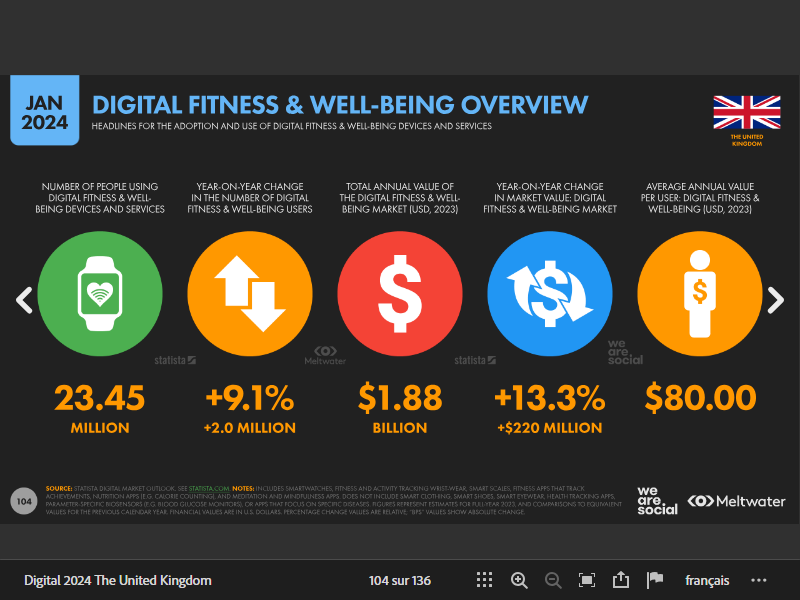 JAN
2024
DIGITAL FITNESS & WELL-BEING OVERVIEW
HEADLINES FOR THE ADOPTION AND USE OF DIGITAL FITNESS & WELL-BEING DEVICES AND SERVICES
THE UNITED
KINGDOM
NUMBER OF PEOPLE USING
DIGITAL FITNESS & WELL-
BEING DEVICES AND SERVICES
YEAR-ON-YEAR CHANGE
IN THE NUMBER OF DIGITAL
FITNESS & WELL-BEING USERS
TOTAL ANNUAL VALUE OF
THE DIGITAL FITNESS & WELL-
BEING MARKET (USD, 2023)
YEAR-ON-YEAR CHANGE
IN MARKET VALUE: DIGITAL
FITNESS & WELL-BEING MARKET
AVERAGE ANNUAL VALUE
PER USER: DIGITAL FITNESS &
WELL-BEING (USD, 2023)
$
$
$
statista
Meltwater
statista
we
are.
social
23.45
MILLION
+9.1%
+2.0 MILLION
$1.88
BILLION
+13.3%
+$220 MILLION
$80.00
104
SOURCE: STATISTA DIGITAL MARKET OUTLOOK. SEE STATISTA.COM. NOTES: INCLUDES SMARTWATCHES, FITNESS AND ACTIVITY TRACKING WRIST-WEAR, SMART SCALES, FITNESS APPS THAT TRACK
ACHIEVEMENTS, NUTRITION APPS (E.G. CALORIE COUNTING), AND MEDITATION AND MINDFULNESS APPS. DOES NOT INCLUDE SMART CLOTHING, SMART SHOES, SMART EYEWEAR, HEALTH TRACKING APPS,
PARAMETER-SPECIFIC BIOSENSORS (E.G. BLOOD GLUCOSE MONITORS), OR APPS THAT FOCUS ON SPECIFIC DISEASES. FIGURES REPRESENT ESTIMATES FOR FULL-YEAR 2023, AND COMPARISONS TO EQUIVALENT
VALUES FOR THE PREVIOUS CALENDAR YEAR. FINANCIAL VALUES ARE IN U.S. DOLLARS. PERCENTAGE CHANGE VALUES ARE RELATIVE. "BPS" VALUES SHOW ABSOLUTE CHANGE.
we
are.
social
Meltwater
Digital 2024 The United Kingdom
104 sur 136
français